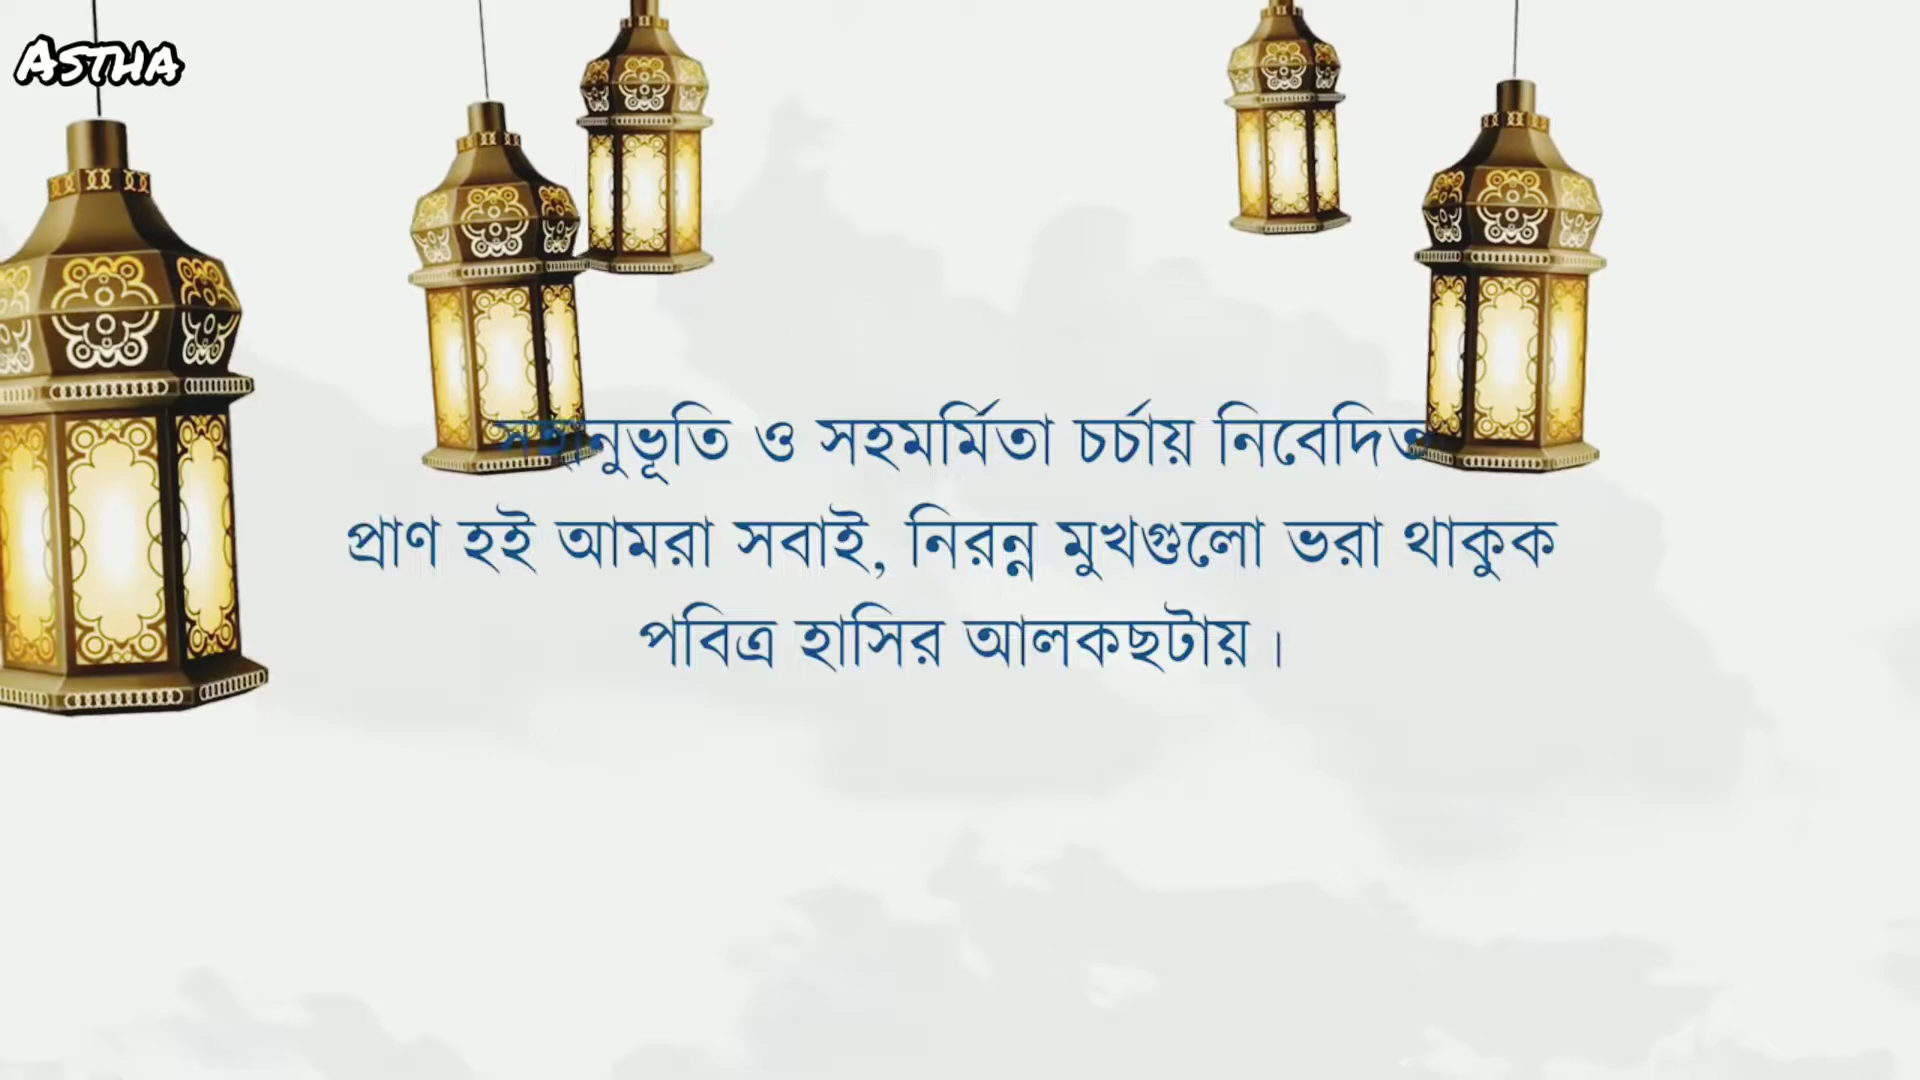 ASTHA
সহানুভূতি ও সহমর্মিতা চর্চায় নিবেদিত
প্রাণ হই আমরা সবাই, নিরন্ন মুখগুলো ভরা থাকুক
পবিত্র হাসির আলকছটায়।